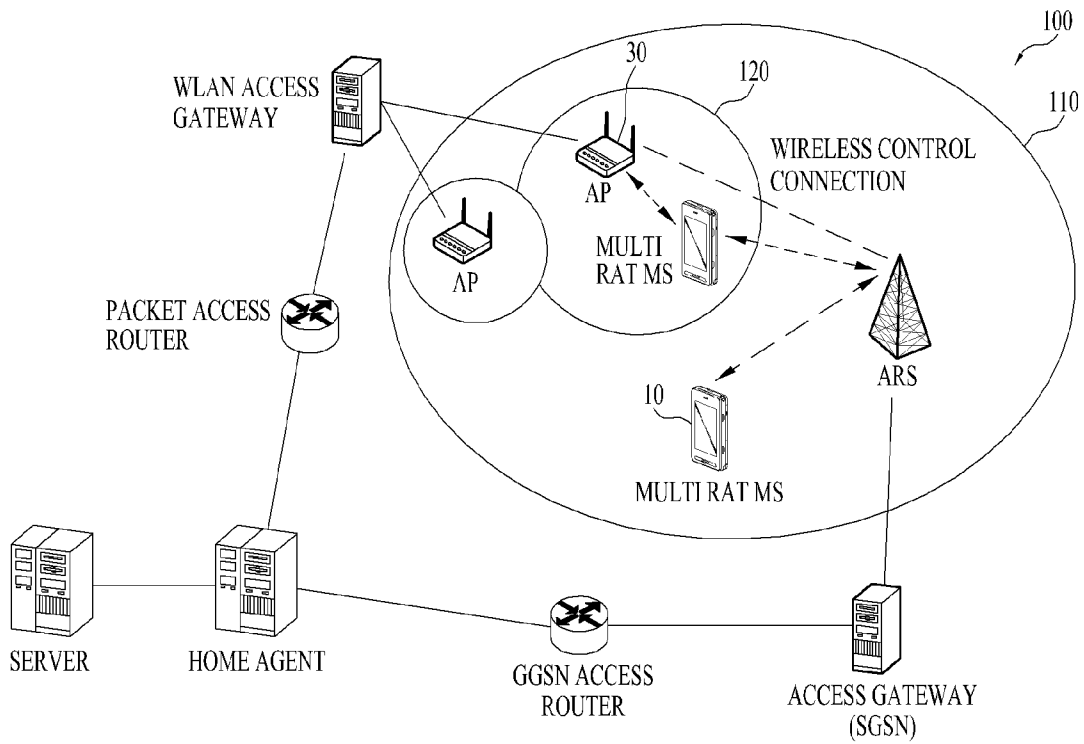 100
30
120
110
WLAN ACCESS
GATEWAY
WIRELESS CONTROL
CONNECTION
AP
MULTI
RAT MS
AP
PACKET ACCESS
ROUTER
ARS
10
MULTI RAT MS
SERVER
HOME AGENT
GGSN ACCESS
ROUTER
ACCESS GATEWAY
(SGSN)